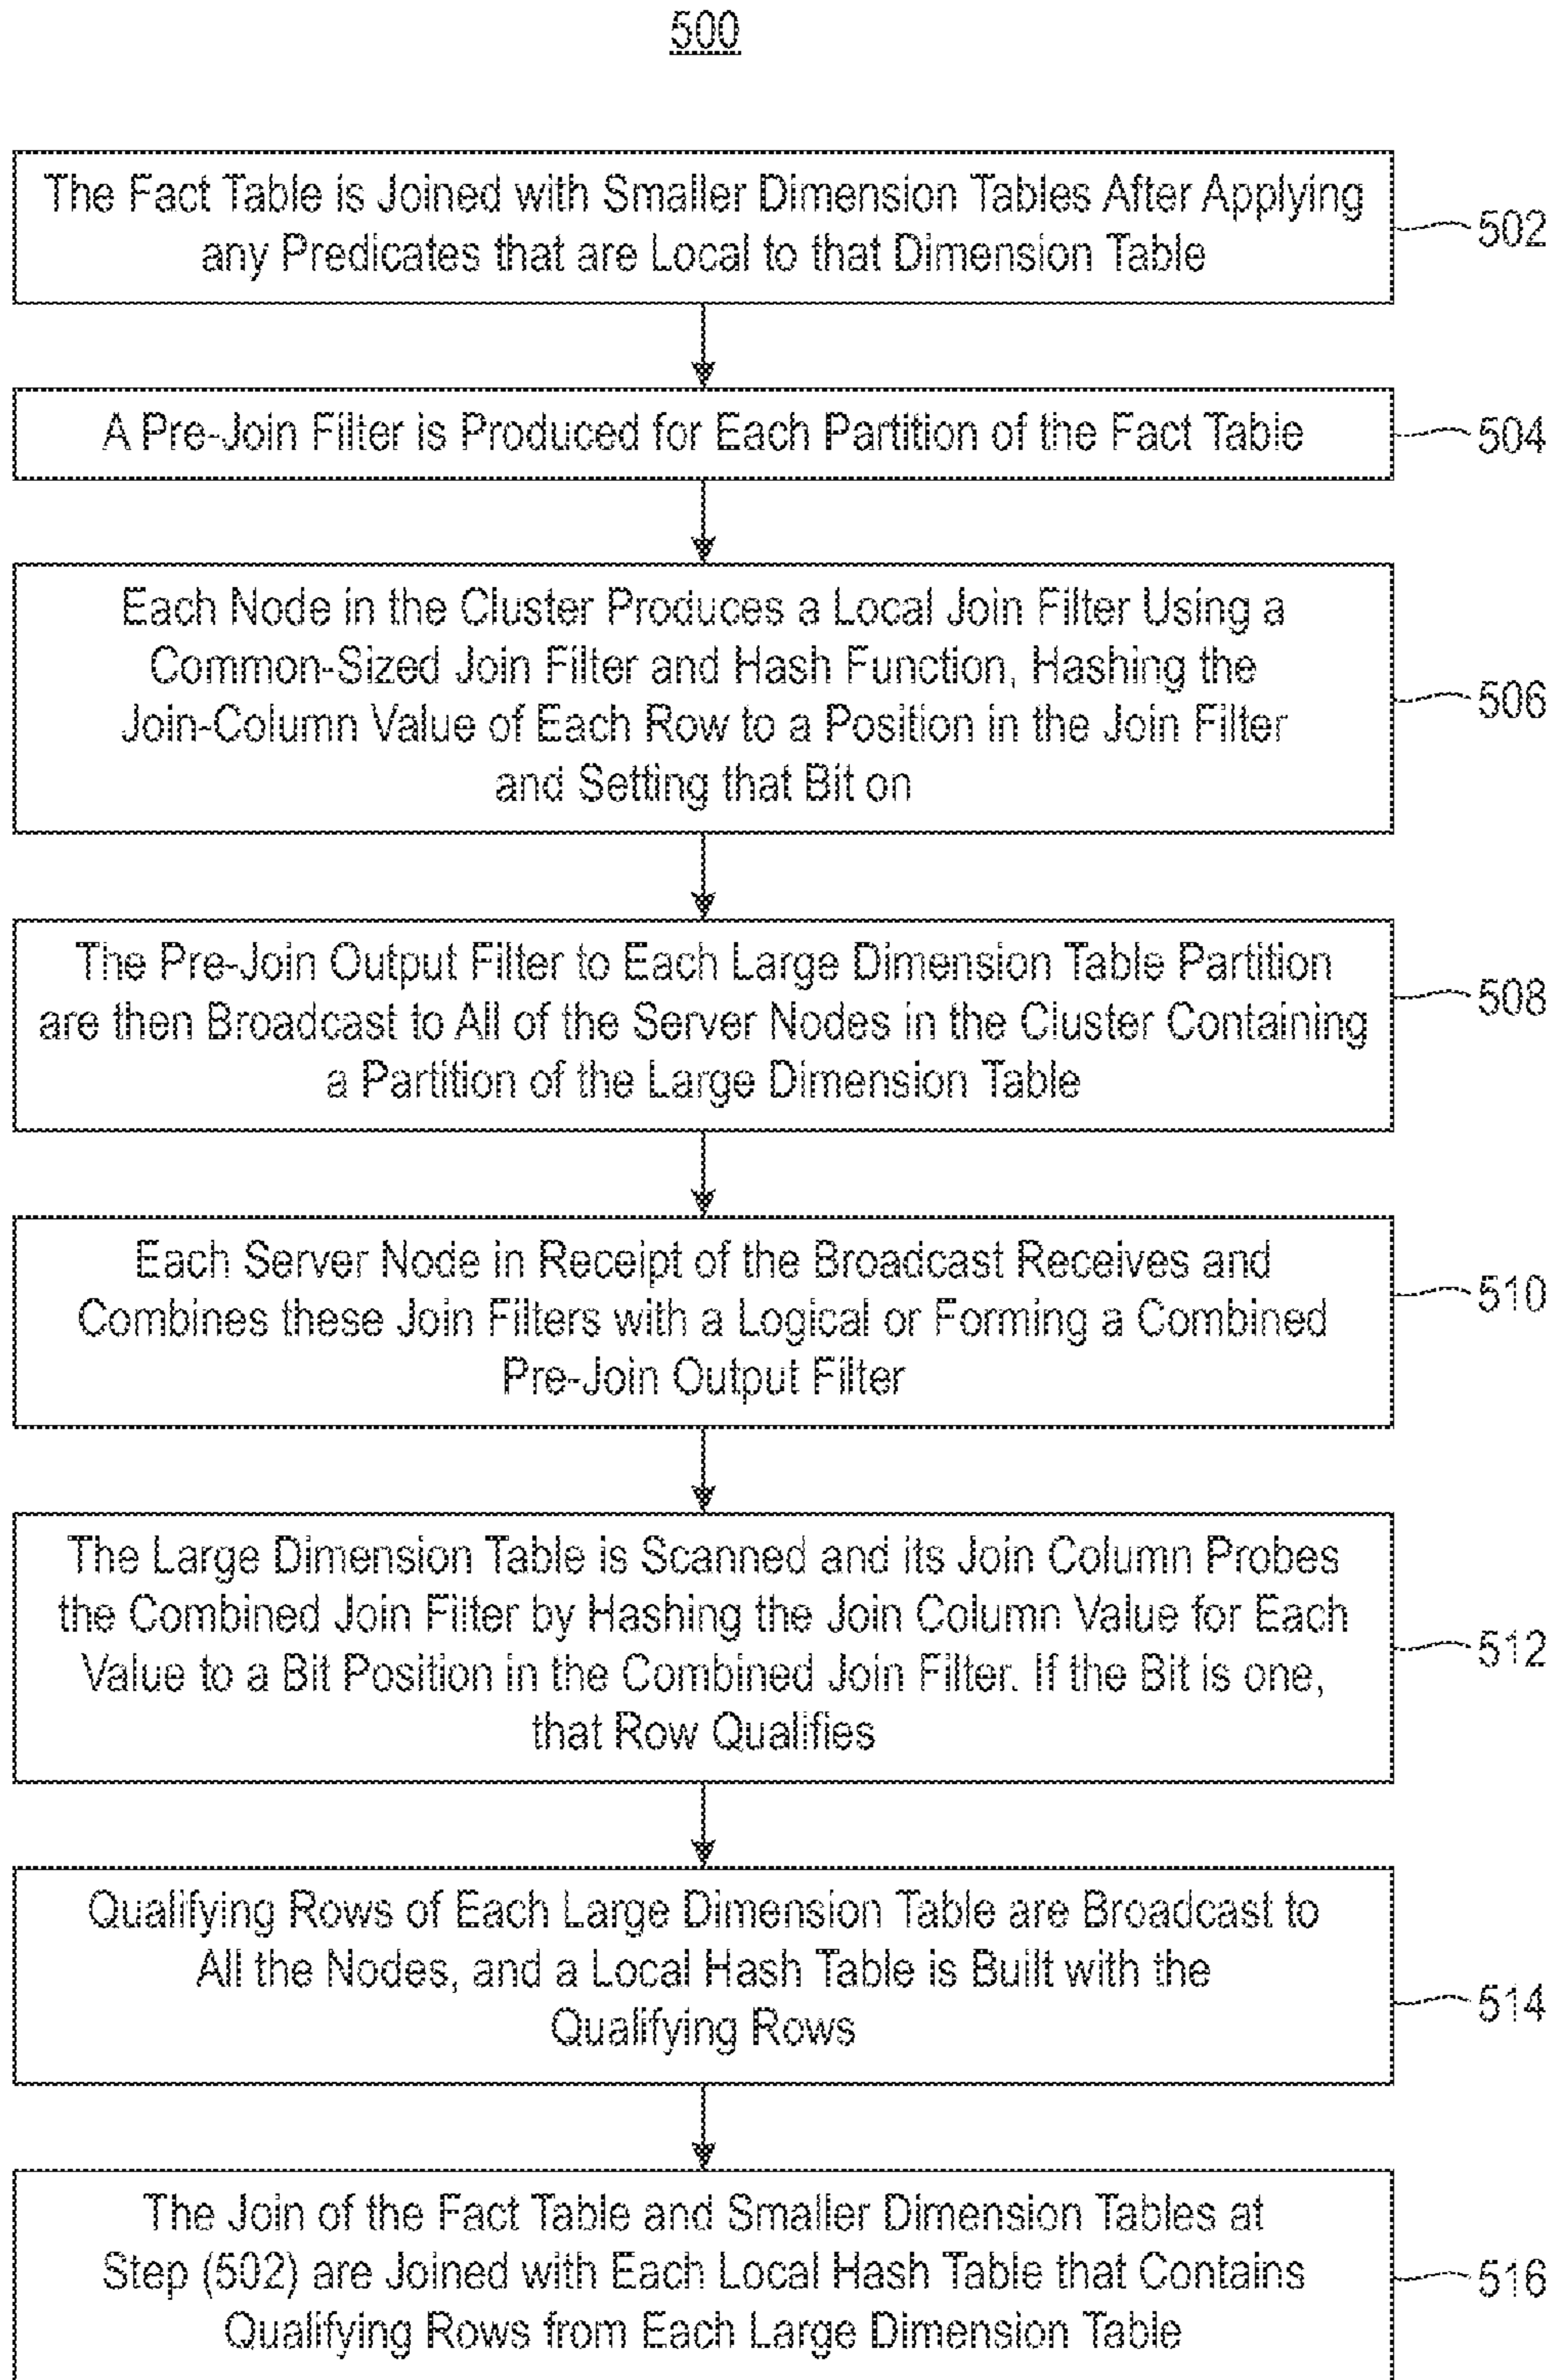 500
The Fact Table is Joined with Smaller Dimension Tables After Applying
any Predicates that are Local to that Dimension Table
502
A Pre-Join Filter is Produced for Each Partition of the Fact Table
504
Each Node in the Cluster Produces a Local Join Filter Using a
Common-Sized Join Filter and Hash Function, Hashing the
Join-Column Value of Each Row to a Position in the Join Filter
and Setting that Bit on
506
The Pre-Join Output Filter to Each Large Dimension Table Partition
are then Broadcast to All of the Server Nodes in the Cluster Containing
a Partition of the Large Dimension Table
508
Each Server Node in Receipt of the Broadcast Receives and
Combines these Join Filters with a Logical or Forming a Combined
Pre-Join Output Filter
510
The Large Dimension Table is Scanned and its Join Column Probes
the Combined Join Filter by Hashing the Join Column Value for Each
Value to a Bit Position in the Combined Join Filter. If the Bit is one,
that Row Qualifies
512
Qualifying Rows of Each Large Dimension Table are Broadcast to
All the Nodes, and a Local Hash Table is Built with the
Qualifying Rows
514
The Join of the Fact Table and Smaller Dimension Tables at
Step (502) are Joined with Each Local Hash Table that Contains
Qualifying Rows from Each Large Dimension Table
516